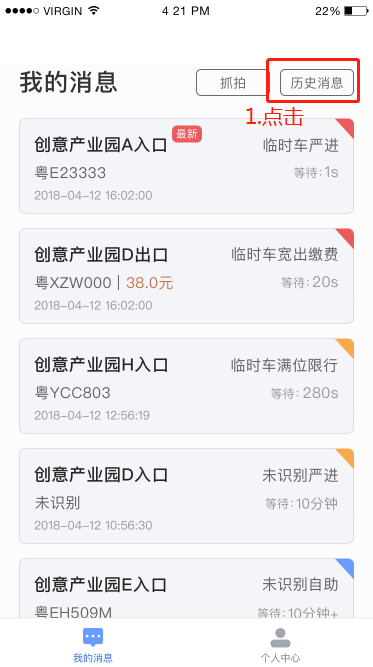 VIRGIN 4 21 PM 22%
我的消息 抓拍 历史消息
1.点击
创意产业园A入口 最新 临时车严进
粤E23333 等待:1s
2018-04-12 16:02:00
创意产业园D出口 临时车宽出缴费
粤XZW000 | 38.0元 等待:20s
2018-04-12 16:02:00
创意产业园H入口 临时车满位限行
粤YCC803 等待:280s
2018-04-12 12:56:19
创意产业园D入口 未识别严进
未识别 等待:10分钟
2018-04-12 10:56:30
创意产业园E入口 未识别自助
粤EH509M 等待:10分钟+
我的消息 个人中心